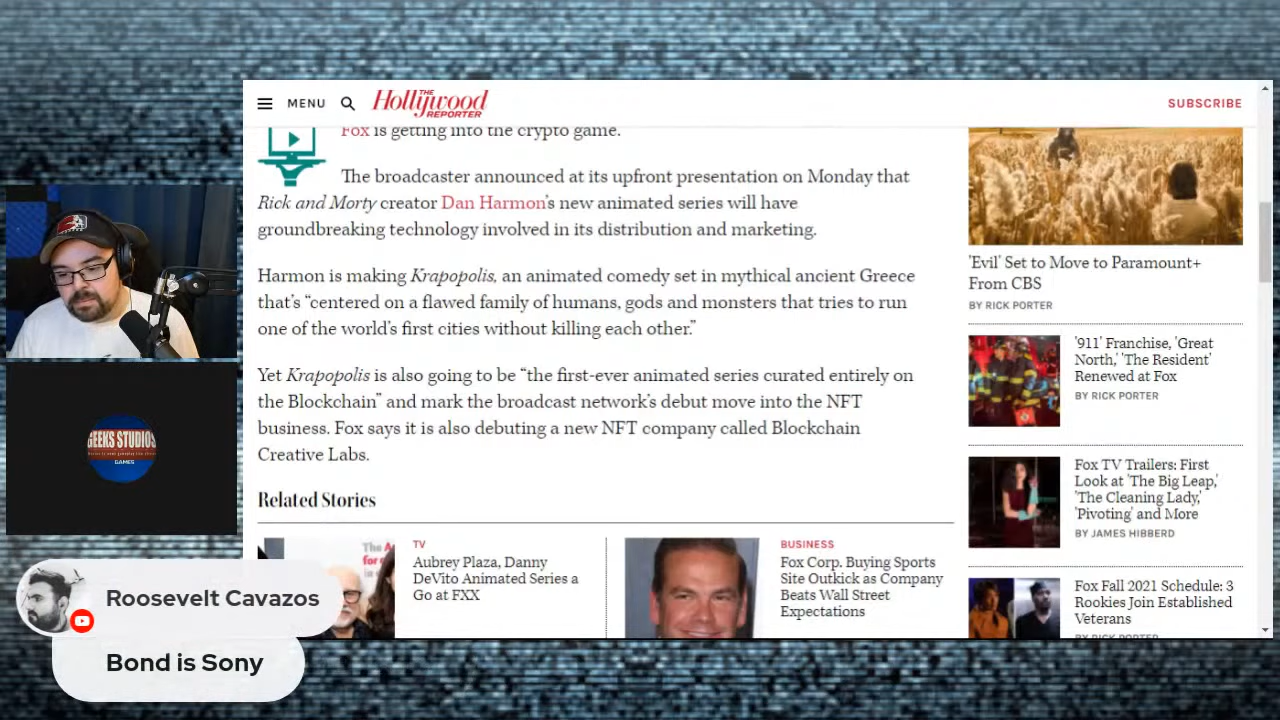 MENU
THE
Hollywood
REPORTER
SUBSCRIBE
Fox is getting into the crypto game.
The broadcaster announced at its upfront presentation on Monday that
Rick and Morty creator Dan Harmon's new animated series will have
groundbreaking technology involved in its distribution and marketing.
Harmon is making Krapopolis, an animated comedy set in mythical ancient Greece
that's “centered on a flawed family of humans, gods and monsters that tries to run
one of the world's first cities without killing each other.”
Yet Krapopolis is also going to be “the first-ever animated series curated entirely on
the Blockchain” and mark the broadcast network's debut move into the NFT
business. Fox says it is also debuting a new NFT company called Blockchain
Creative Labs.
Related Stories
TV
Aubrey Plaza, Danny
DeVito Animated Series a
Go at FXX
BUSINESS
Fox Corp. Buying Sports
Site Outkick as Company
Beats Wall Street
Expectations
'Evil' Set to Move to Paramount+
From CBS
BY RICK PORTER
'911' Franchise, 'Great
North,' 'The Resident'
Renewed at Fox
BY RICK PORTER
Fox TV Trailers: First
Look at 'The Big Leap,'
'The Cleaning Lady,'
'Pivoting' and More
BY JAMES HIBBERD
Fox Fall 2021 Schedule: 3
Rookies Join Established
Veterans
BY RICK PORTER
GEEKS STUDIOS
GAMES
Roosevelt Cavazos
Bond is Sony